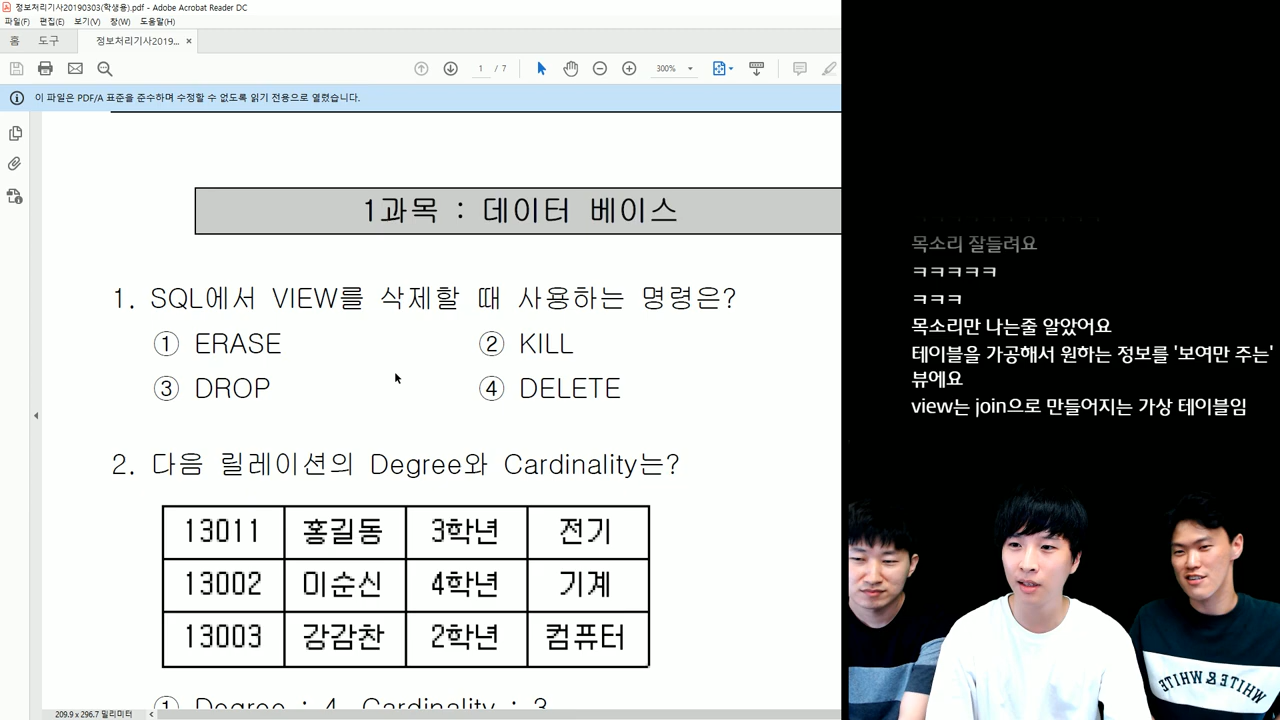 정보처리기사20190303(학생용).pdf - Adobe Acrobat Reader DC
파일(F) 편집(E) 보기(V) 창(W) 도움말(H)
홈 도구 정보처리기사2019... ×
1 / 7 300%
이 파일은 PDF/A 표준을 준수하며 수정할 수 없도록 읽기 전용으로 열렸습니다.
1과목 : 데이터 베이스
1. SQL에서 VIEW를 삭제할 때 사용하는 명령은?
① ERASE ② KILL
③ DROP ④ DELETE
2. 다음 릴레이션의 Degree와 Cardinality는?
13011 홍길동 3학년 전기
13002 이순신 4학년 기계
13003 강감찬 2학년 컴퓨터
① Degree : 4, Cardinality : 3
209.9 x 296.7 밀리미터
목소리 잘들려요
ㅋㅋㅋㅋㅋ
ㅋㅋㅋ
목소리만 나는줄 알았어요
테이블을 가공해서 원하는 정보를 '보여만 주는'
뷰에요
view는 join으로 만들어지는 가상 테이블임
WHITE&WHITE